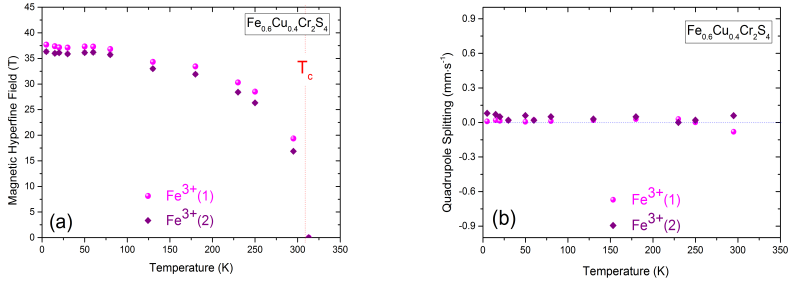 45
40
35
30
25
20
15
10
5
0
Magnetic Hyperfine Field (T)
Fe0.6Cu0.4Cr2S4
Tc
Fe3+(1)
Fe3+(2)
(a)
0 50 100 150 200 250 300 350
Temperature (K)
0.9
0.6
0.3
0.0
-0.3
-0.6
-0.9
Quadrupole Splitting (mm·s-1)
Fe0.6Cu0.4Cr2S4
Fe3+(1)
Fe3+(2)
(b)
0 50 100 150 200 250 300 350
Temperature (K)